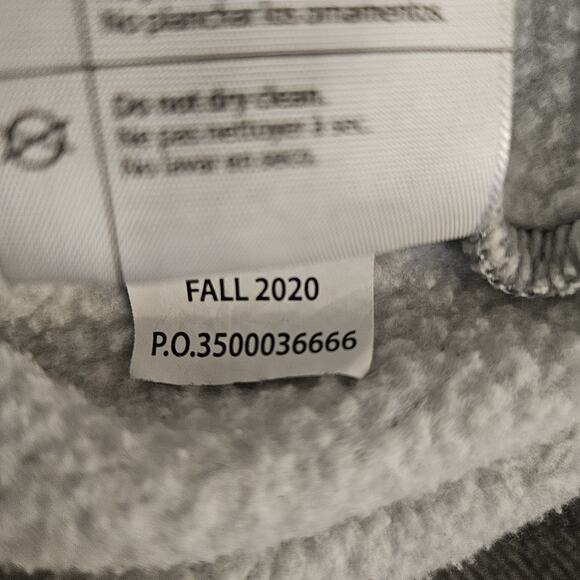 No planchar los ornamentos.
Do not dry clean.
Ne pas nettoyer à sec.
No lavar en seco.
FALL 2020
P.O.3500036666